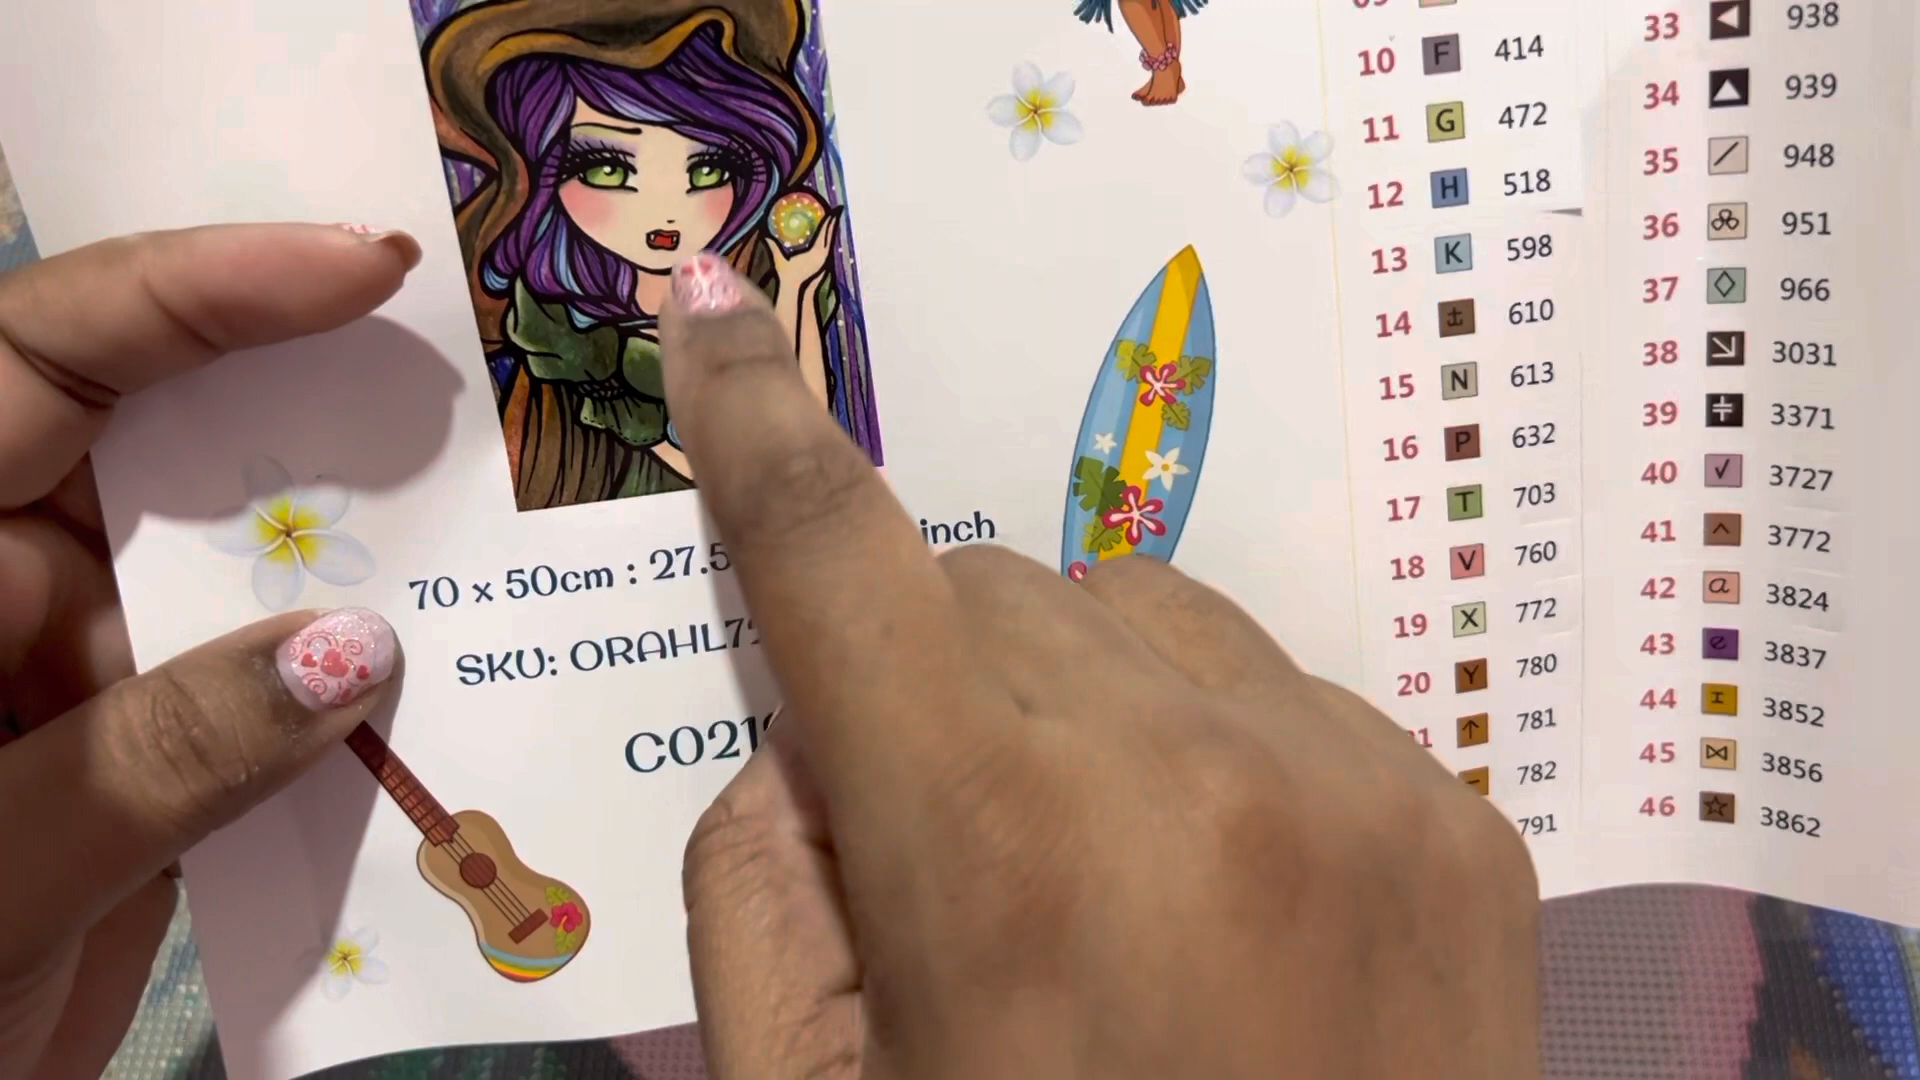 70 x 50cm : 27.5 inch
SKU: ORAHL7
C021
10 F 414
11 G 472
12 H 518
13 K 598
14 610
15 N 613
16 P 632
17 T 703
18 V 760
19 X 772
20 Y 780
↑ 781
782
791
33 938
34 939
35 / 948
36 951
37 ◇ 966
38 3031
39 3371
40 √ 3727
41 ^ 3772
42 a 3824
43 e 3837
44 I 3852
45 ⋈ 3856
46 ☆ 3862